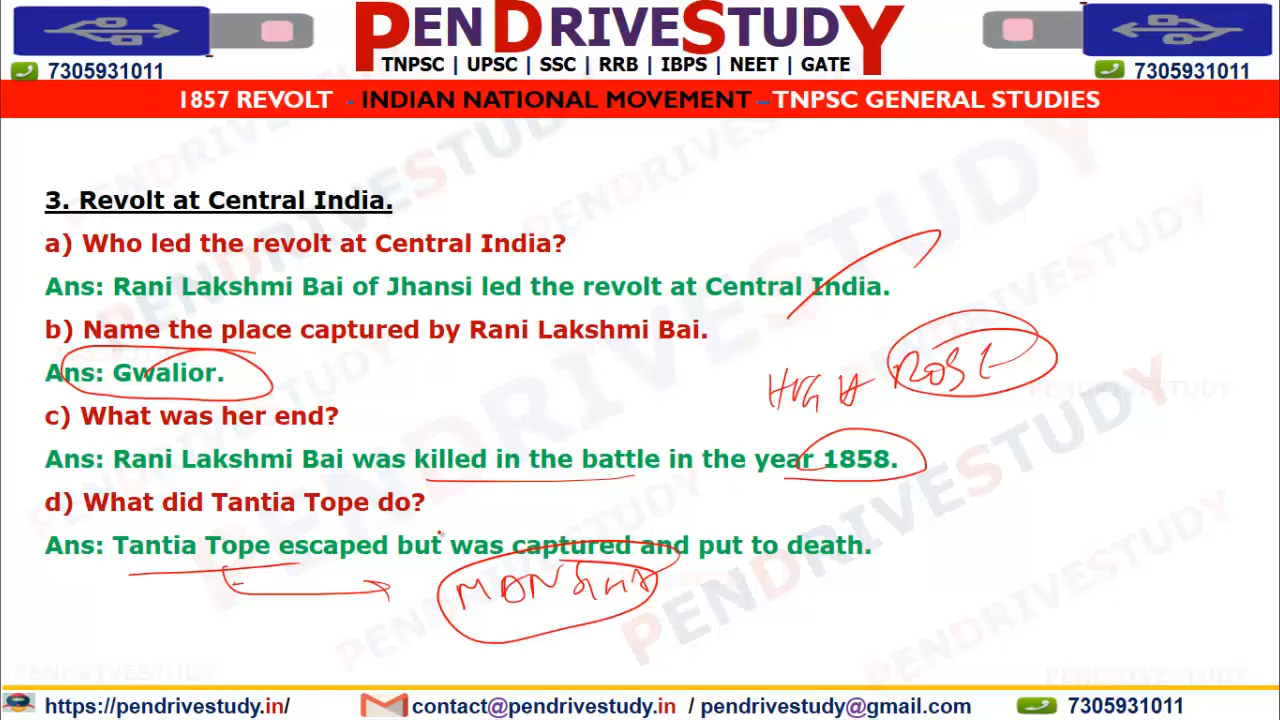 PENDRIVESTUDY
TNPSC | UPSC | SSC | RRB | IBPS | NEET | GATE
7305931011
7305931011
1857 REVOLT - INDIAN NATIONAL MOVEMENT – TNPSC GENERAL STUDIES
3. Revolt at Central India.
a) Who led the revolt at Central India?
Ans: Rani Lakshmi Bai of Jhansi led the revolt at Central India.
b) Name the place captured by Rani Lakshmi Bai.
Ans: Gwalior.
HUGH ROSE
c) What was her end?
Ans: Rani Lakshmi Bai was killed in the battle in the year 1858.
d) What did Tantia Tope do?
Ans: Tantia Tope escaped but was captured and put to death.
PENDRIVESTUDY
https://pendrivestudy.in/ contact@pendrivestudy.in / pendrivestudy@gmail.com 7305931011